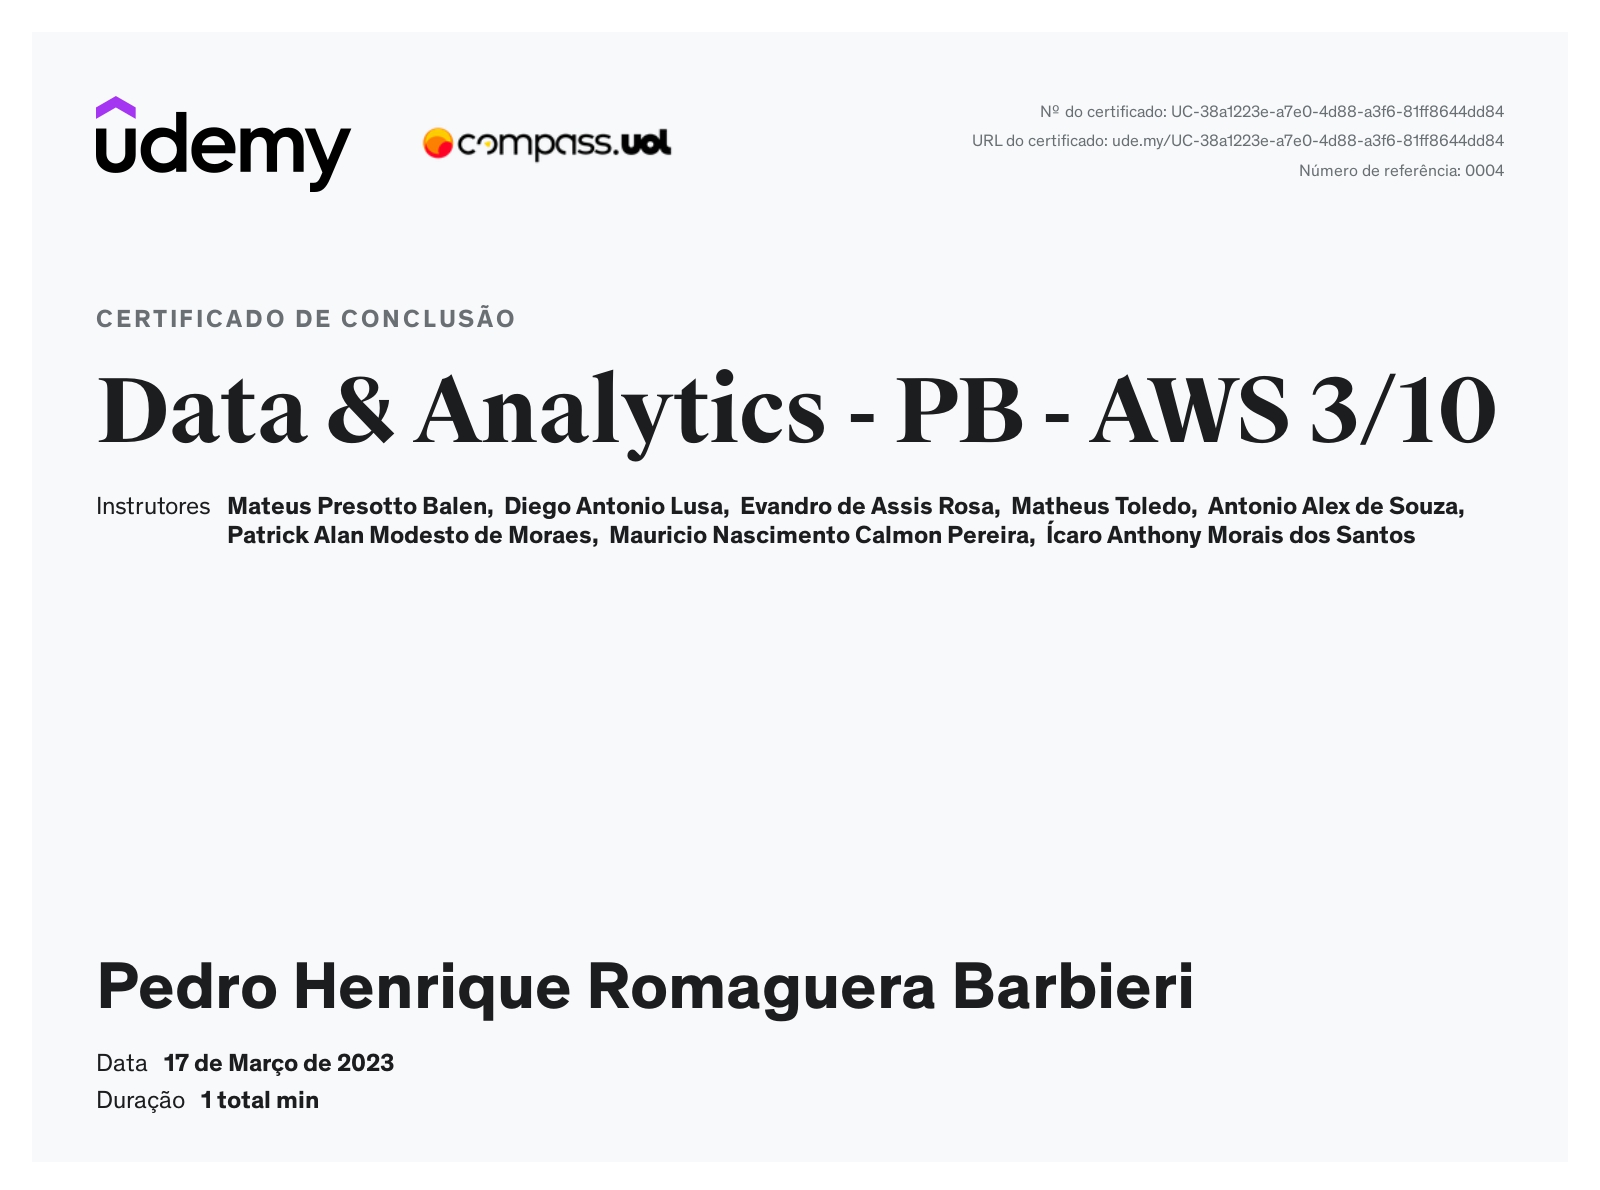 udemy
compass.uol
Nº do certificado: UC-38a1223e-a7e0-4d88-a3f6-81ff8644dd84
URL do certificado: ude.my/UC-38a1223e-a7e0-4d88-a3f6-81ff8644dd84
Número de referência: 0004
CERTIFICADO DE CONCLUSÃO
Data & Analytics - PB - AWS 3/10
Instrutores Mateus Presotto Balen, Diego Antonio Lusa, Evandro de Assis Rosa, Matheus Toledo, Antonio Alex de Souza,
Patrick Alan Modesto de Moraes, Mauricio Nascimento Calmon Pereira, Ícaro Anthony Morais dos Santos
Pedro Henrique Romaguera Barbieri
Data 17 de Março de 2023
Duração 1 total min